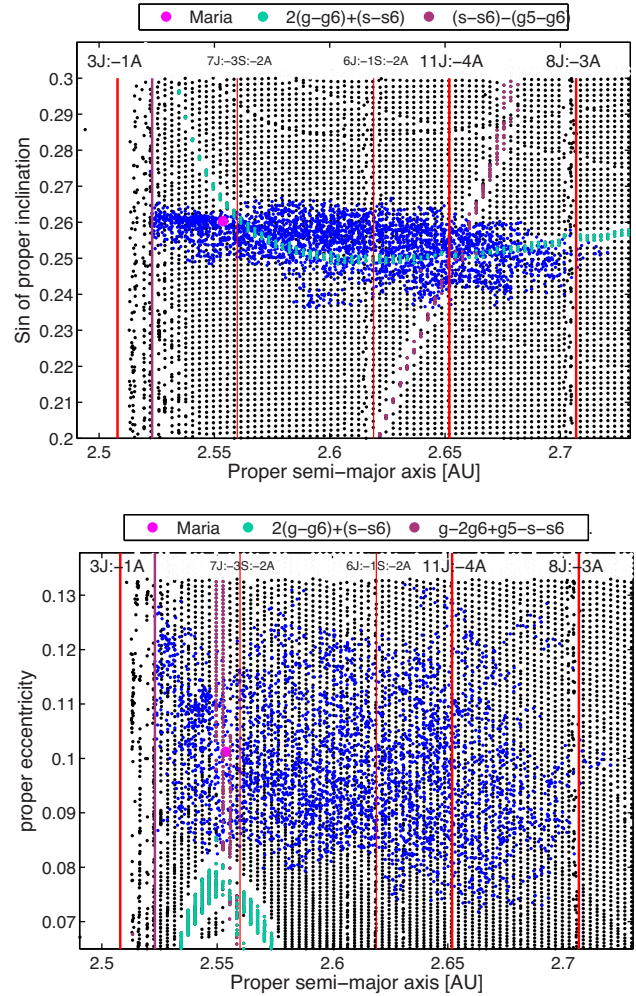 Maria 2(g−g6)+(s−s6) (s−s6)−(g5−g6)
3J:−1A 7J:−3S:−2A 6J:−1S:−2A 11J:−4A 8J:−3A
0.3
0.29
0.28
0.27
0.26
0.25
0.24
0.23
0.22
0.21
0.2
Sin of proper inclination
2.5 2.55 2.6 2.65 2.7
Proper semi−major axis [AU]
Maria 2(g−g6)+(s−s6) g−2g6+g5−s−s6
3J:−1A 7J:−3S:−2A 6J:−1S:−2A 11J:−4A 8J:−3A
0.13
0.12
0.11
0.1
0.09
0.08
0.07
proper eccentricity
2.5 2.55 2.6 2.65 2.7
Proper semi−major axis [AU]